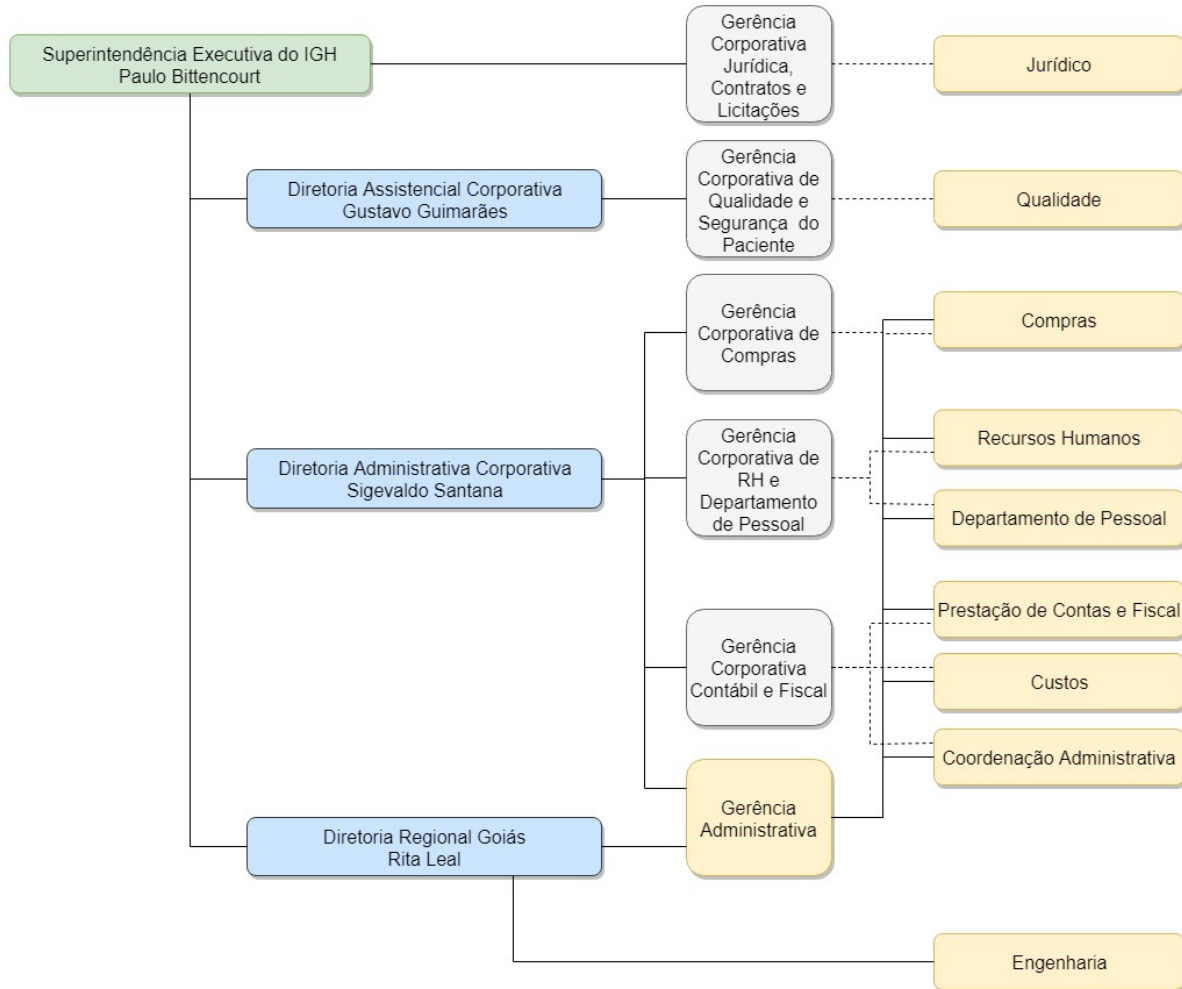 Superintendência Executiva do IGH
Paulo Bittencourt
Gerência
Corporativa
Jurídica,
Contratos e
Licitações
Jurídico
Diretoria Assistencial Corporativa
Gustavo Guimarães
Gerência
Corporativa de
Qualidade e
Segurança do
Paciente
Qualidade
Gerência
Corporativa de
Compras
Compras
Diretoria Administrativa Corporativa
Sigevaldo Santana
Gerência
Corporativa de
RH e
Departamento
de Pessoal
Recursos Humanos
Departamento de Pessoal
Gerência
Corporativa
Contábil e Fiscal
Prestação de Contas e Fiscal
Custos
Coordenação Administrativa
Diretoria Regional Goiás
Rita Leal
Gerência
Administrativa
Engenharia